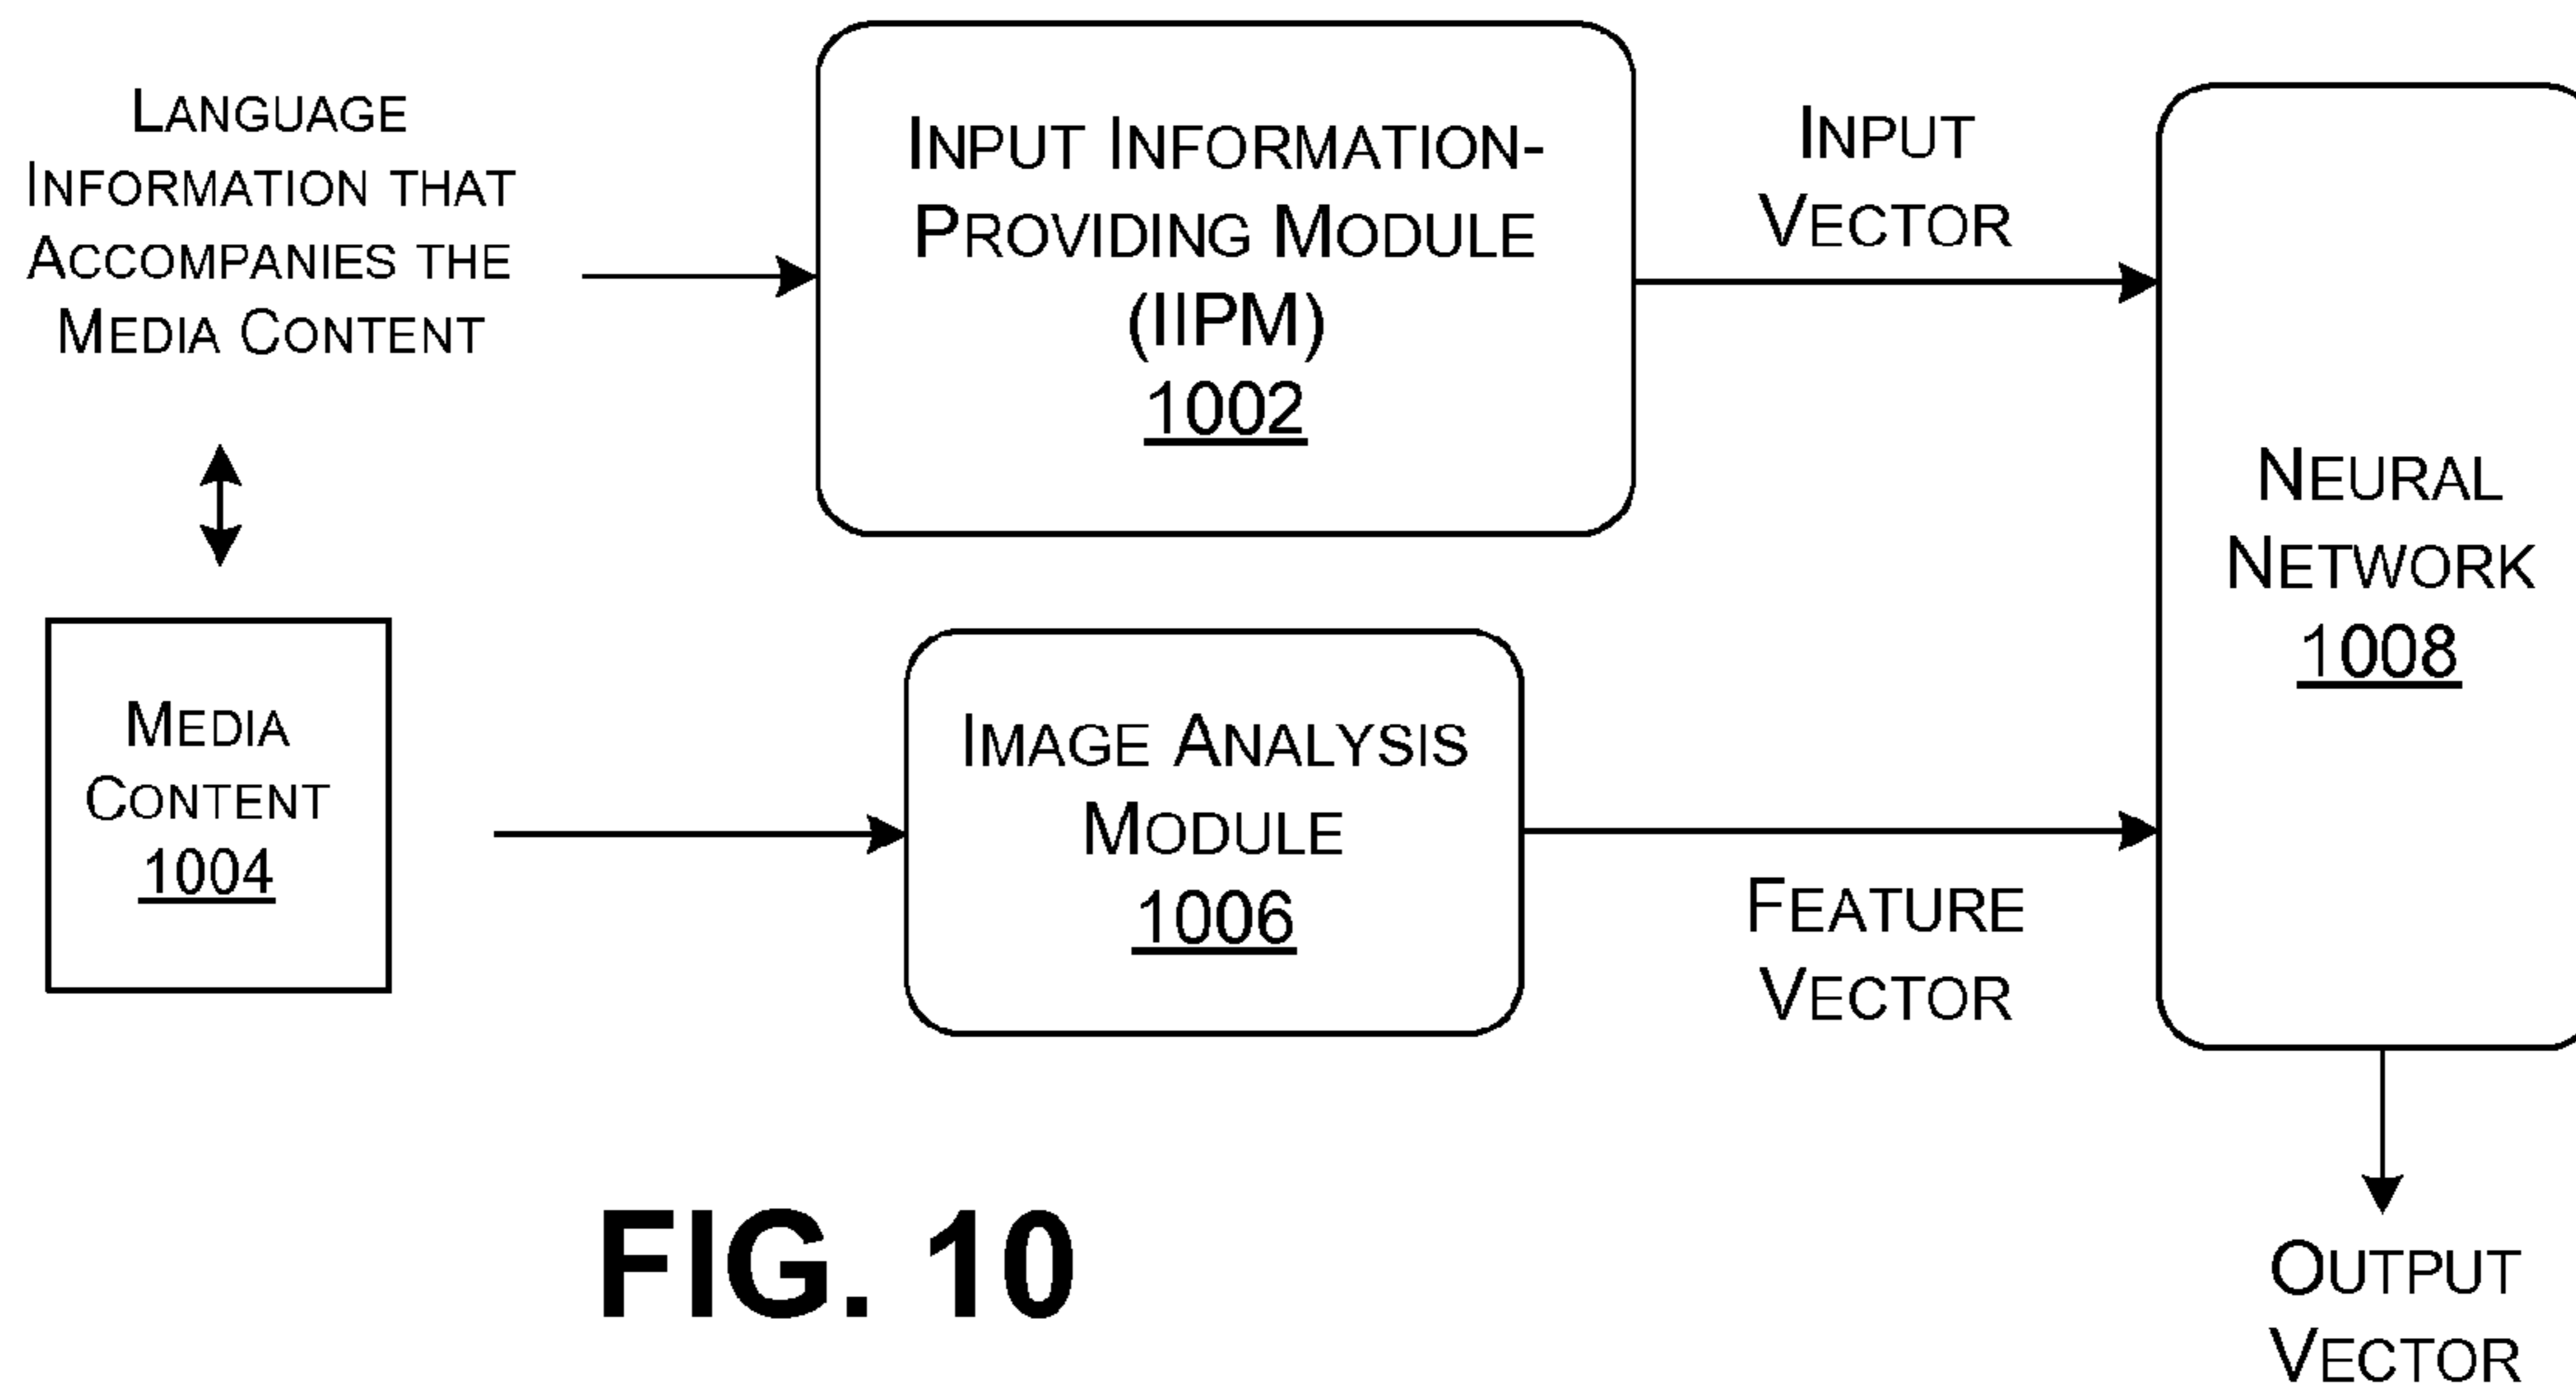 LANGUAGE
INFORMATION THAT
ACCOMPANIES THE
MEDIA CONTENT
INPUT INFORMATION-
PROVIDING MODULE
(IIPM)
1002
INPUT
VECTOR
NEURAL
NETWORK
1008
MEDIA
CONTENT
1004
IMAGE ANALYSIS
MODULE
1006
FEATURE
VECTOR
OUTPUT
VECTOR
FIG. 10